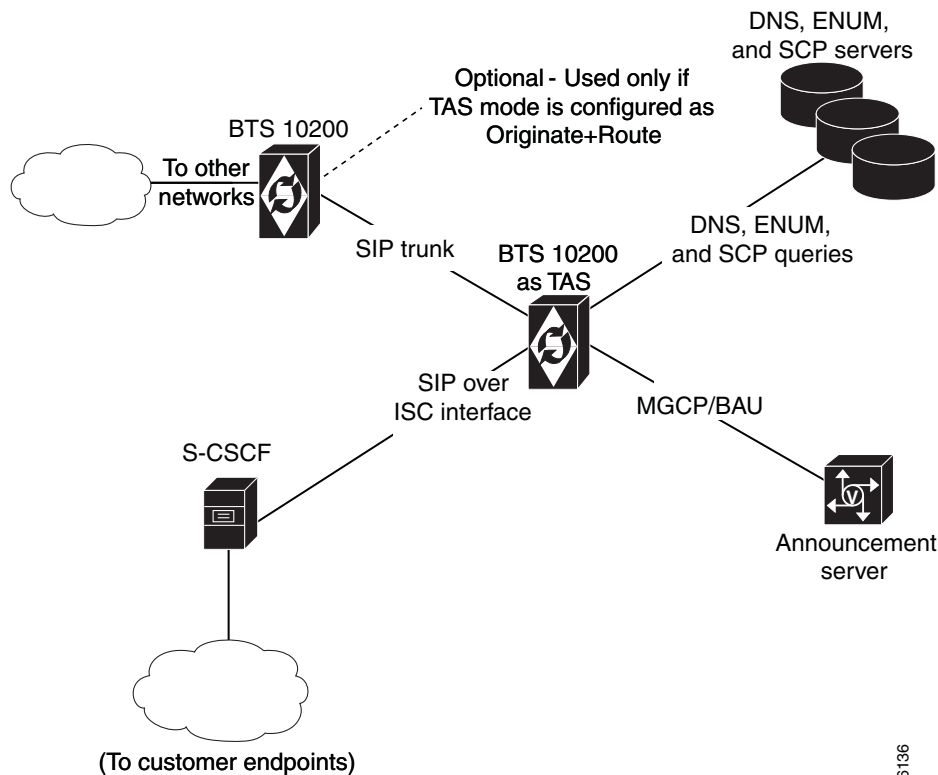 DNS, ENUM,
and SCP servers
Optional - Used only if
TAS mode is configured as
Originate+Route
BTS 10200
To other
networks
SIP trunk
BTS 10200
as TAS
DNS, ENUM,
and SCP queries
SIP over
ISC interface
MGCP/BAU
S-CSCF
V
Announcement
server
(To customer endpoints)